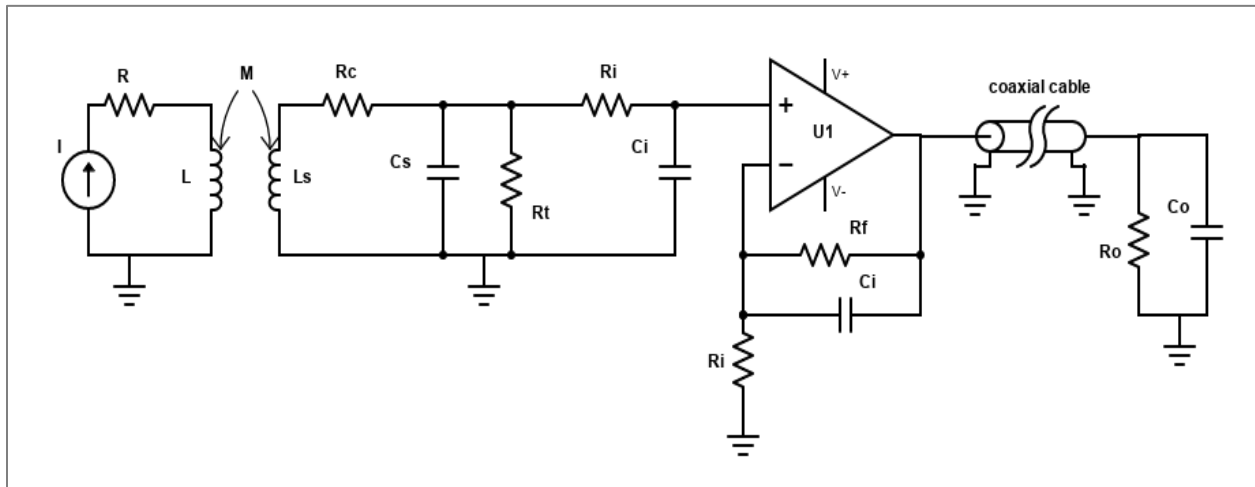 R
M
Rc
Ri
V+
coaxial cable
I
+
U1
L
Ls
Cs
Ci
−
V-
Rt
Rf
Co
Ro
Ci
Ri